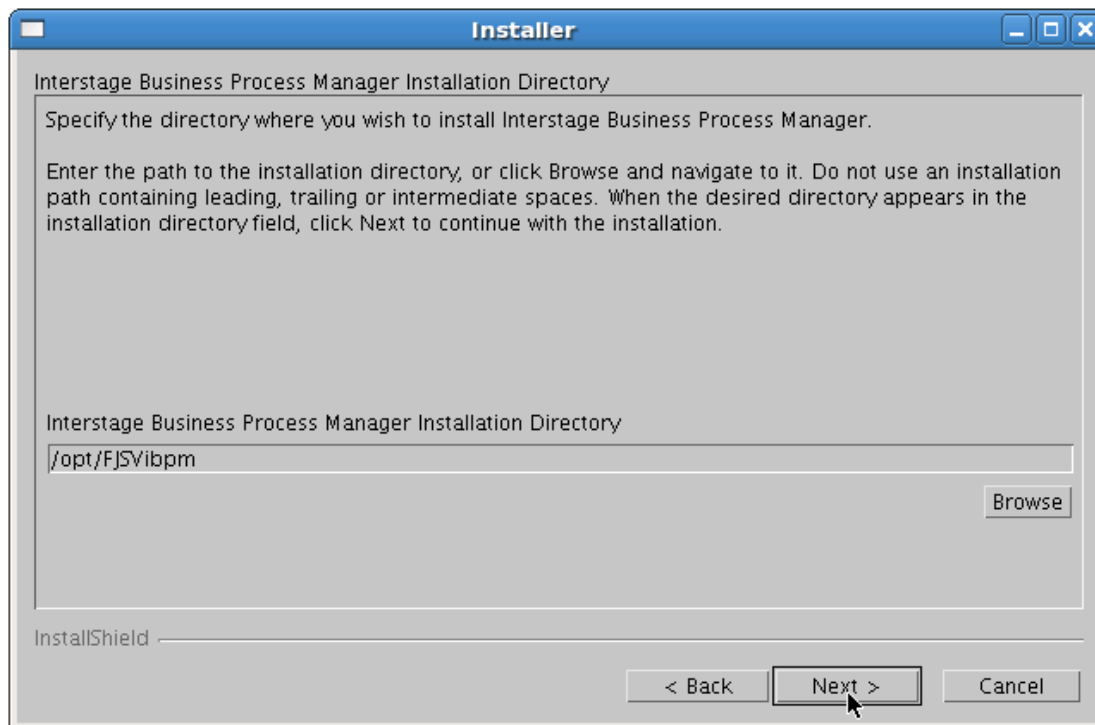 Installer
Interstage Business Process Manager Installation Directory
Specify the directory where you wish to install Interstage Business Process Manager.
Enter the path to the installation directory, or click Browse and navigate to it. Do not use an installation
path containing leading, trailing or intermediate spaces. When the desired directory appears in the
installation directory field, click Next to continue with the installation.
Interstage Business Process Manager Installation Directory
/opt/FJSVibpm
Browse
InstallShield
< Back
Next >
Cancel